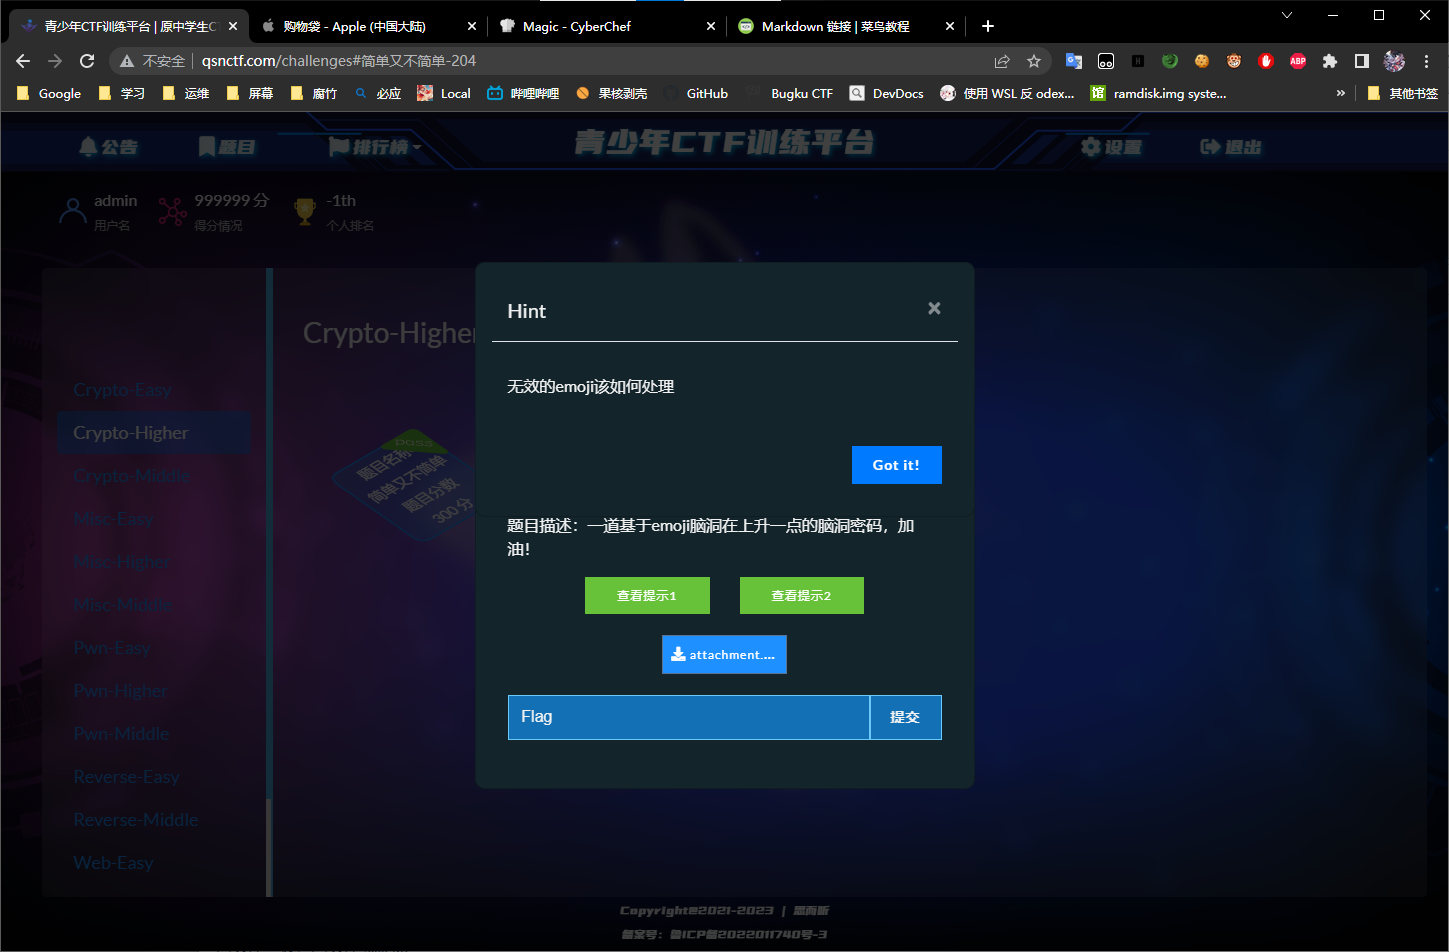 青少年CTF训练平台 | 原中学生C
购物袋 - Apple (中国大陆)
Magic - CyberChef
Markdown 链接 | 菜鸟教程
不安全
qsnctf.com/challenges#简单又不简单-204
Google
学习
运维
屏幕
腐竹
必应
Local
哔哩哔哩
果核剥壳
GitHub
Bugku CTF
DevDocs
使用 WSL 反 odex...
ramdisk.img syste...
»
其他书签
公告
题目
排行榜
青少年CTF训练平台
设置
退出
admin
用户名
999999 分
得分情况
-1th
个人排名
Crypto-Easy
Crypto-Higher
Crypto-Middle
Misc-Easy
Misc-Higher
Misc-Middle
Pwn-Easy
Pwn-Higher
Pwn-Middle
Reverse-Easy
Reverse-Middle
Web-Easy
Crypto-Higher
pass
题目名称
简单又不简单
题目分数
300 分
Hint
×
无效的emoji该如何处理
Got it!
题目描述：一道基于emoji脑洞在上升一点的脑洞密码，加
油！
查看提示1
查看提示2
attachment....
Flag
提交
Copyright@2021-2023 | 思而听
备案号：鲁ICP备2022011740号-3